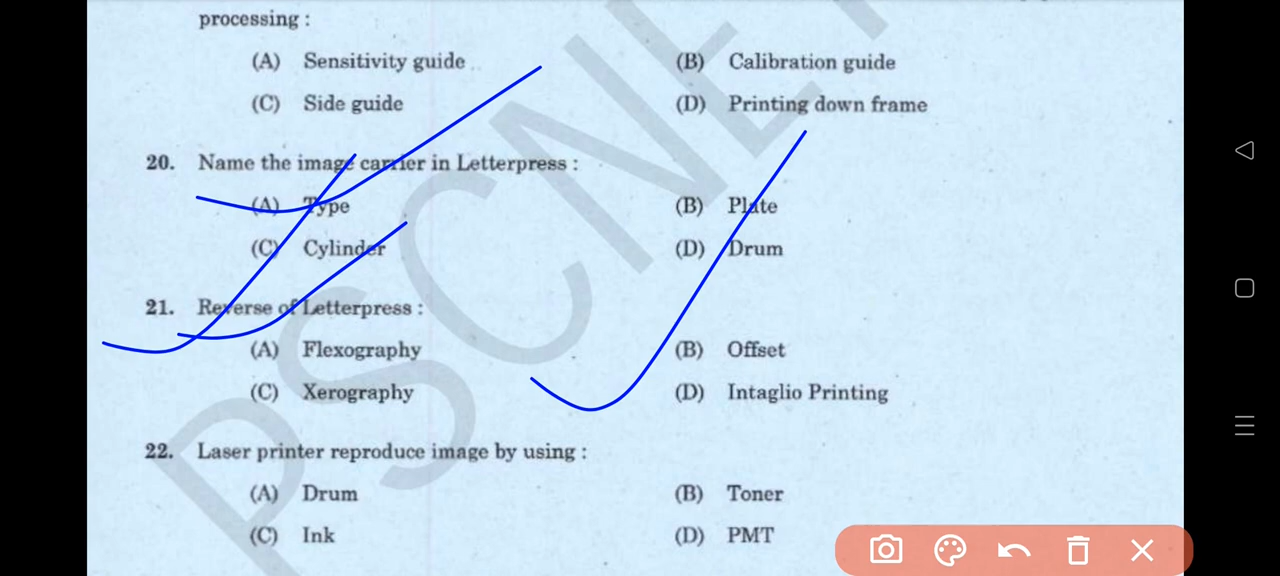 processing :
(A) Sensitivity guide (B) Calibration guide
(C) Side guide (D) Printing down frame
20. Name the image carrier in Letterpress :
(A) Type (B) Plate
(C) Cylinder (D) Drum
21. Reverse of Letterpress :
(A) Flexography (B) Offset
(C) Xerography (D) Intaglio Printing
22. Laser printer reproduce image by using :
(A) Drum (B) Toner
(C) Ink (D) PMT
PSCNET